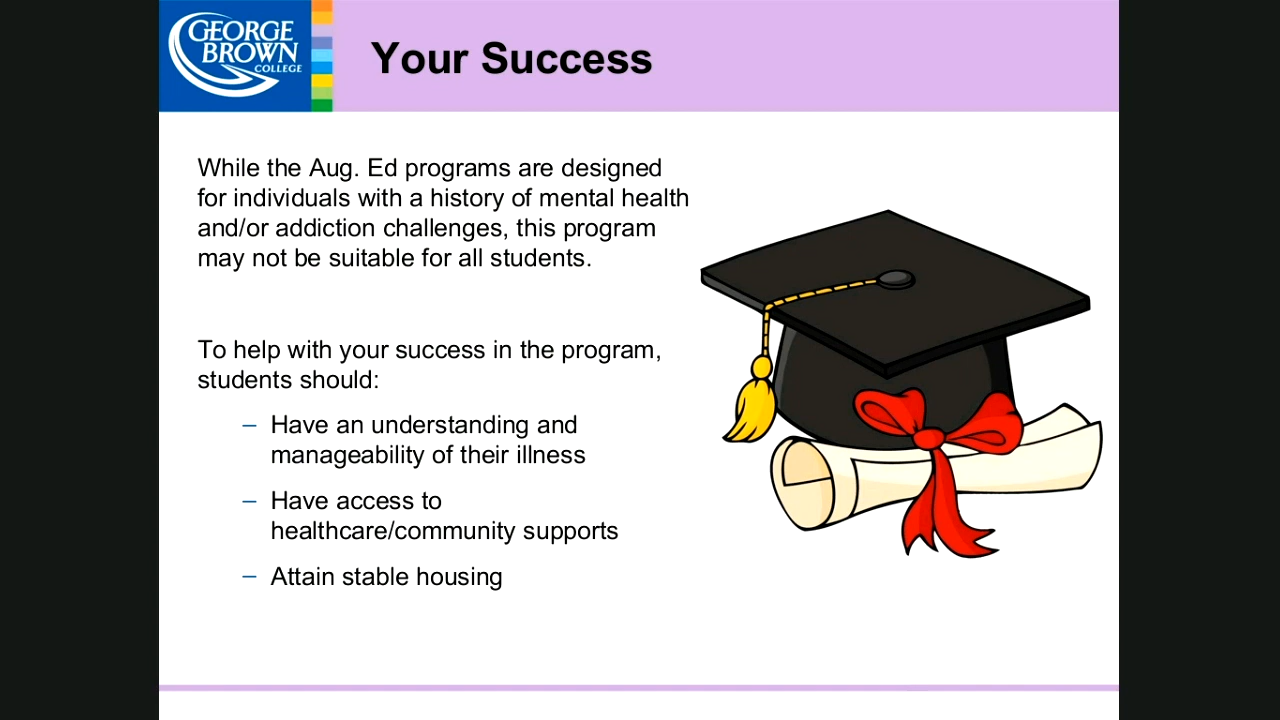 GEORGE
BROWN
COLLEGE
Your Success
While the Aug. Ed programs are designed
for individuals with a history of mental health
and/or addiction challenges, this program
may not be suitable for all students.
To help with your success in the program,
students should:
– Have an understanding and
manageability of their illness
– Have access to
healthcare/community supports
– Attain stable housing